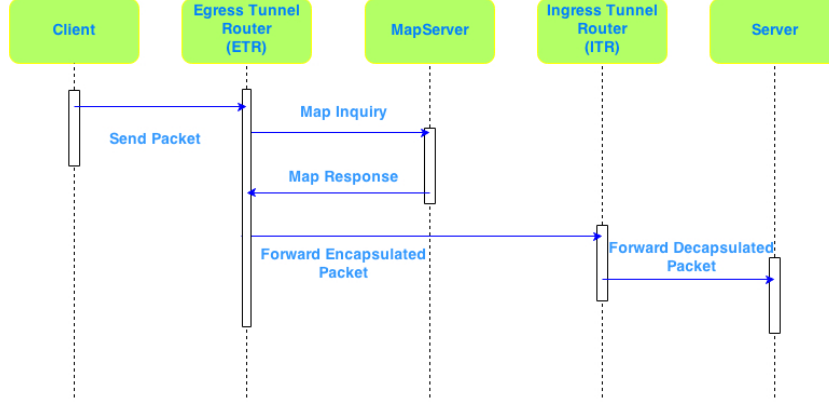 Client
Egress Tunnel
Router
(ETR)
MapServer
Ingress Tunnel
Router
(ITR)
Server
Send Packet
Map Inquiry
Map Response
Forward Encapsulated
Packet
Forward Decapsulated
Packet